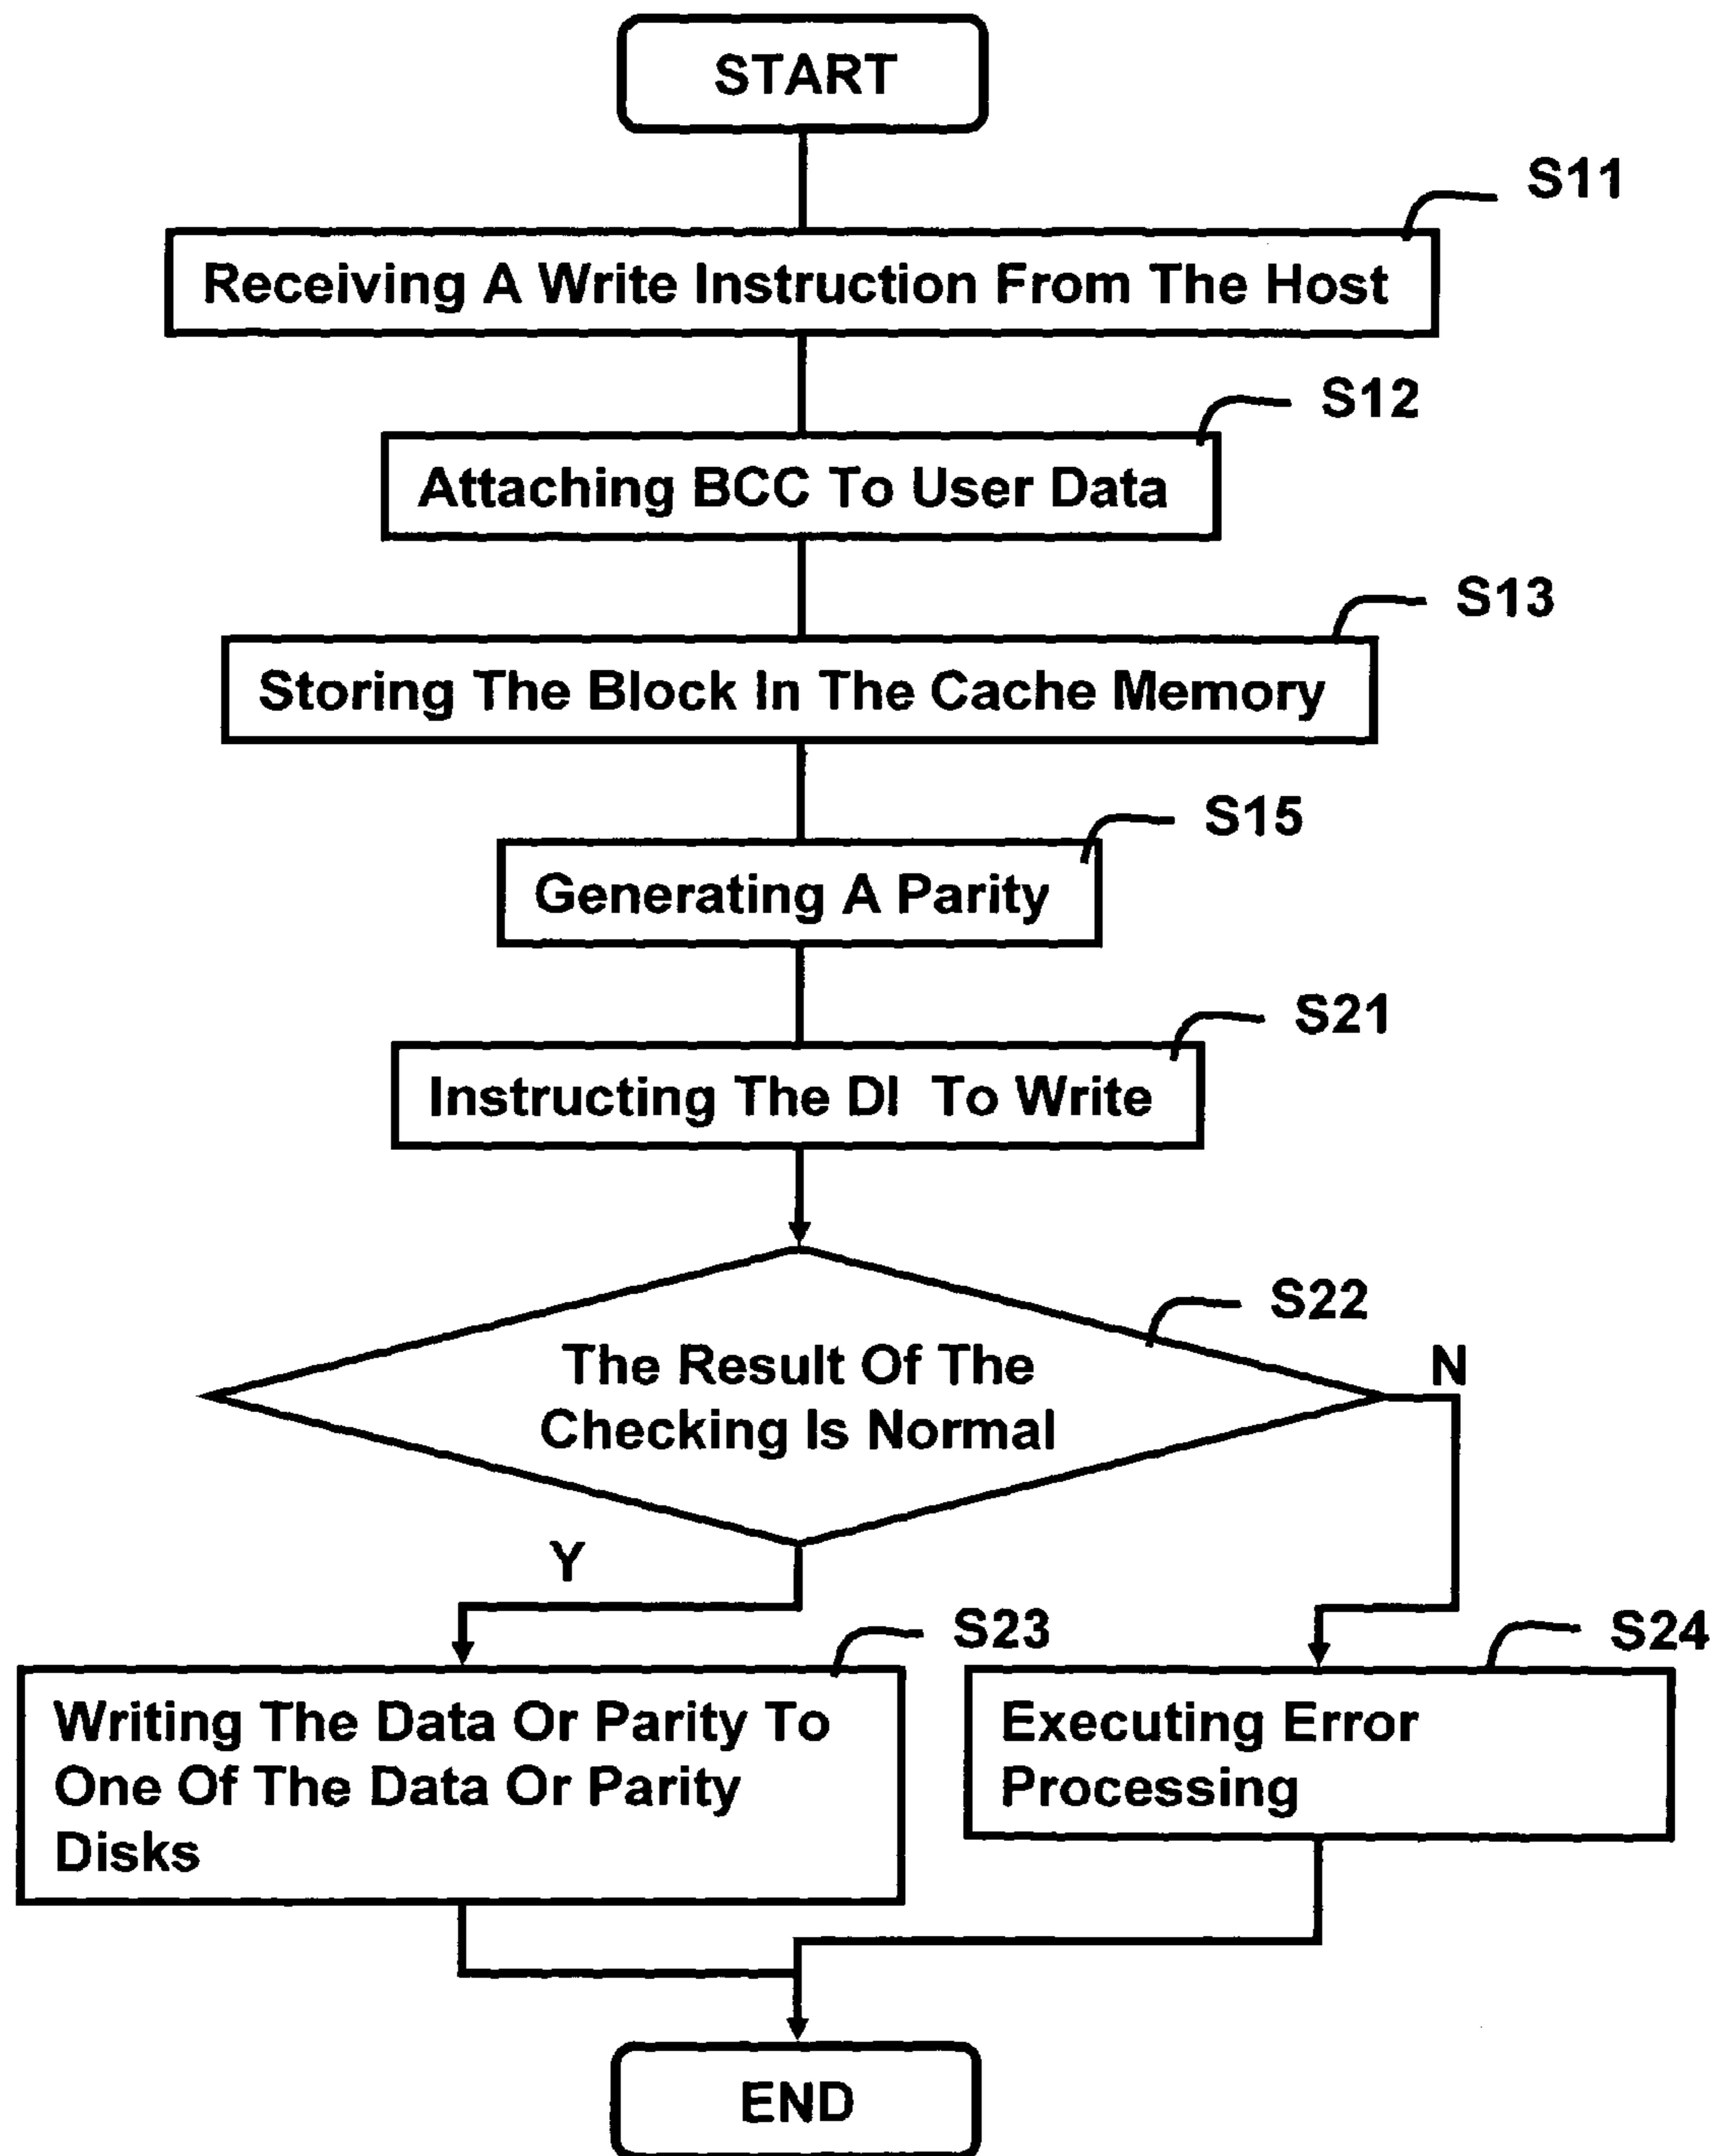 START
S11
Receiving A Write Instruction From The Host
S12
Attaching BCC To User Data
S13
Storing The Block In The Cache Memory
S15
Generating A Parity
S21
Instructing The DI To Write
S22
The Result Of The
Checking Is Normal
N
Y
S23
Writing The Data Or Parity To
One Of The Data Or Parity
Disks
S24
Executing Error
Processing
END